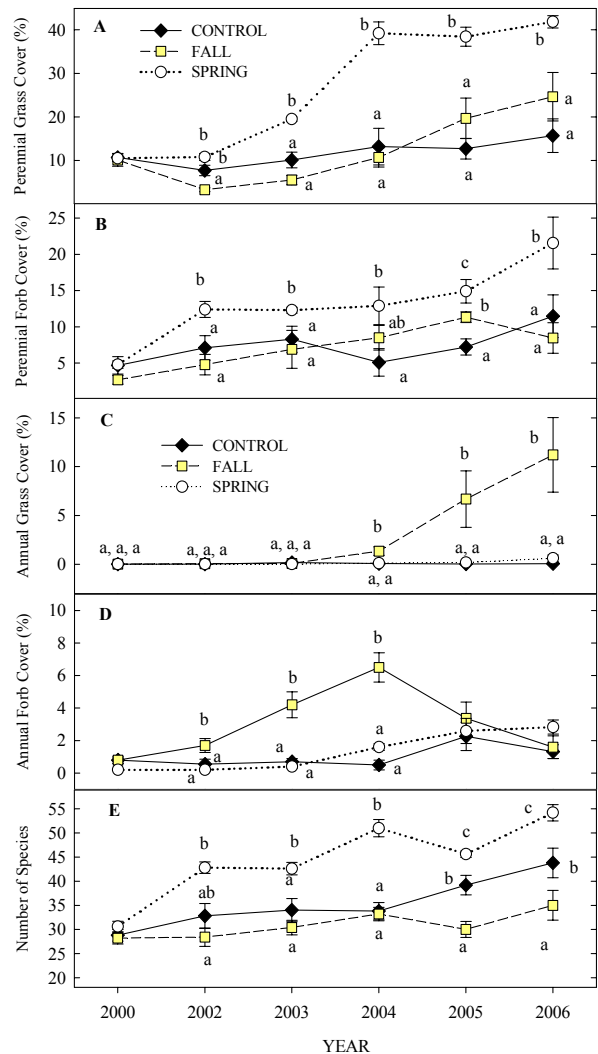 A
CONTROL
FALL
SPRING
Perennial Grass Cover (%)
40
30
20
10
b
b
b
b
b
b
a
a
a
a
a
a
a
a
a
B
Perennial Forb Cover (%)
25
20
15
10
5
b
b
b
c
b
a
a
ab
b
a
a
a
a
a
a
C
CONTROL
FALL
SPRING
Annual Grass Cover (%)
15
10
5
0
a, a, a
a, a, a
a, a, a
b
a, a
b
a, a
b
a, a
D
Annual Forb Cover (%)
10
8
6
4
2
0
b
b
b
a
a
a
a
a
a
E
Number of Species
55
50
45
40
35
30
25
20
b
b
b
c
c
ab
a
a
b
b
a
a
a
a
a
2000 2002 2003 2004 2005 2006
YEAR